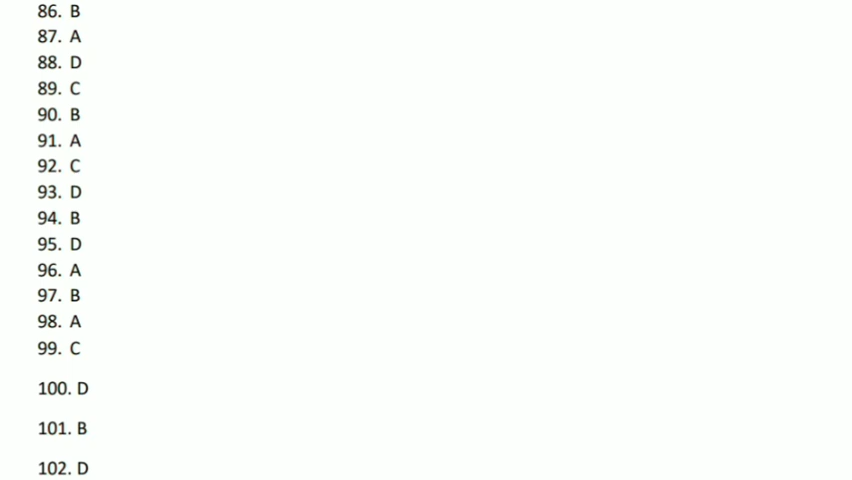 86. B
87. A
88. D
89. C
90. B
91. A
92. C
93. D
94. B
95. D
96. A
97. B
98. A
99. C
100. D
101. B
102. D